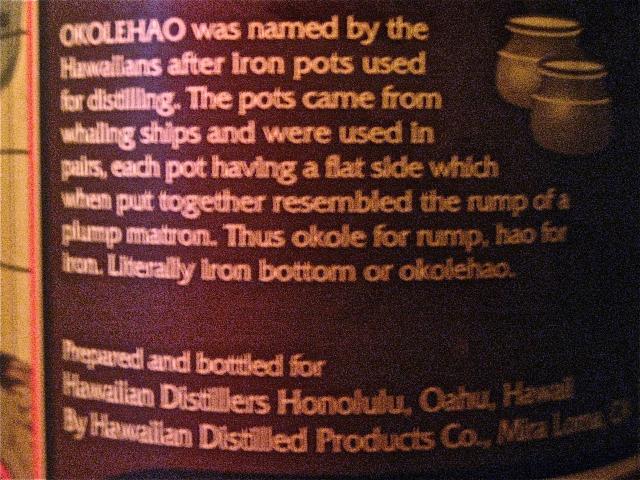 OKOLEHAO was named by the
Hawaiians after iron pots used
for distilling. The pots came from
whaling ships and were used in
pairs, each pot having a flat side which
when put together resembled the rump of a
plump matron. Thus okole for rump, hao for
iron. Literally iron bottom or okolehao.
Prepared and bottled for
Hawaiian Distillers Honolulu, Oahu, Hawaii
By Hawaiian Distilled Products Co., Mira Loma, CA